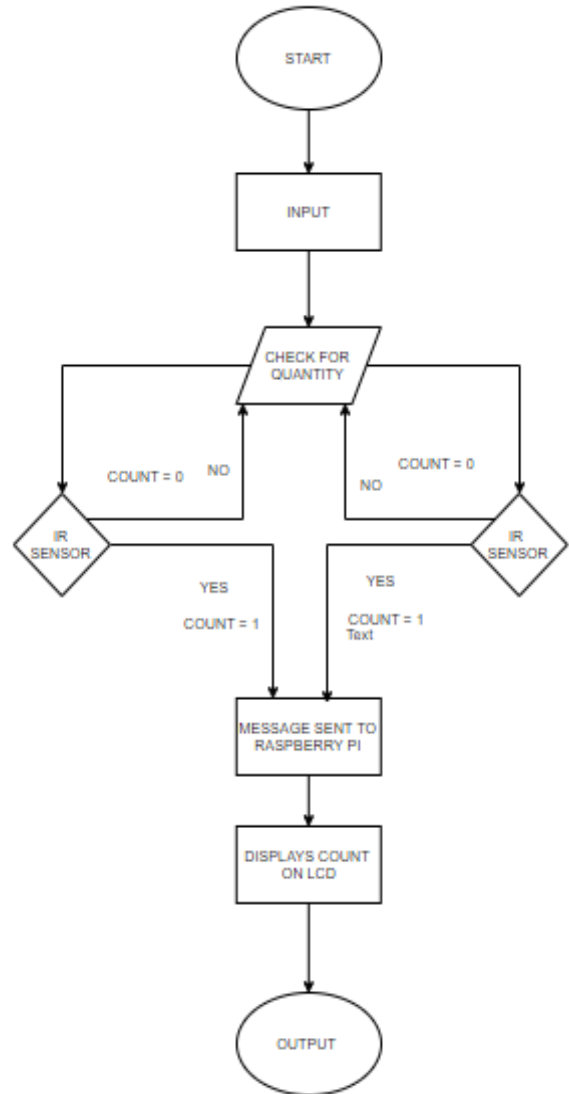 START
INPUT
CHECK FOR
QUANTITY
COUNT = 0
NO
COUNT = 0
NO
IR
SENSOR
IR
SENSOR
YES
COUNT = 1
YES
COUNT = 1
Text
MESSAGE SENT TO
RASPBERRY PI
DISPLAYS COUNT
ON LCD
OUTPUT